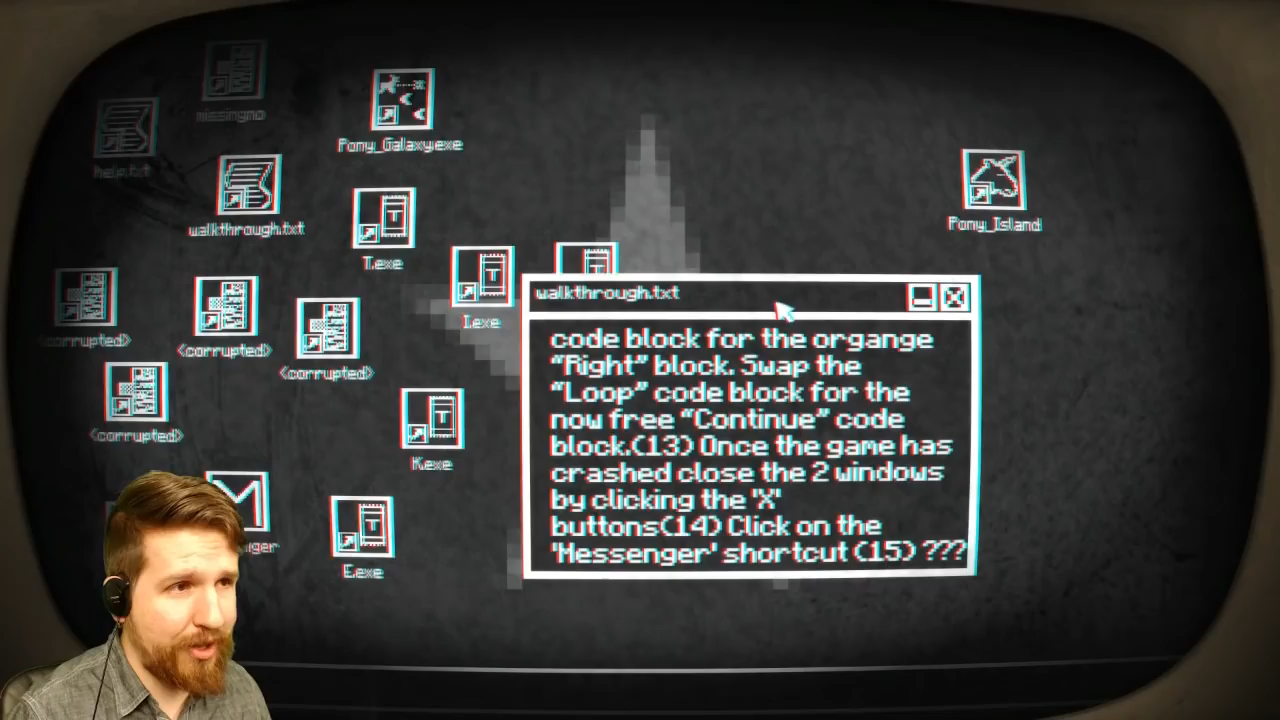 missingno
Pony_Galaxy.exe
help.txt
walkthrough.txt
Pony_Island
T
T.exe
T
I.exe
T
walkthrough.txt
code block for the organge
“Right” block. Swap the
“Loop” code block for the
now free “Continue” code
block.(13) Once the game has
crashed close the 2 windows
by clicking the 'X'
buttons(14) Click on the
'Messenger' shortcut (15) ???
<corrupted>
<corrupted>
<corrupted>
<corrupted>
T
K.exe
T
E.exe